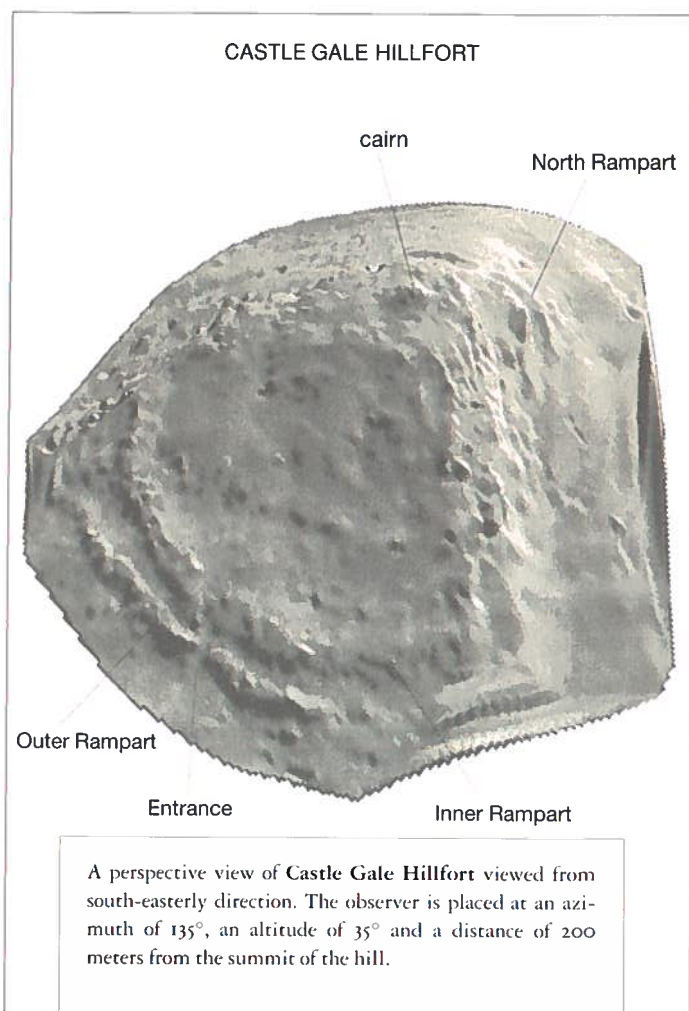 CASTLE GALE HILLFORT
cairn
North Rampart
Outer Rampart
Entrance
Inner Rampart
A perspective view of Castle Gale Hillfort viewed from
south-easterly direction. The observer is placed at an azi-
muth of 135°, an altitude of 35° and a distance of 200
meters from the summit of the hill.